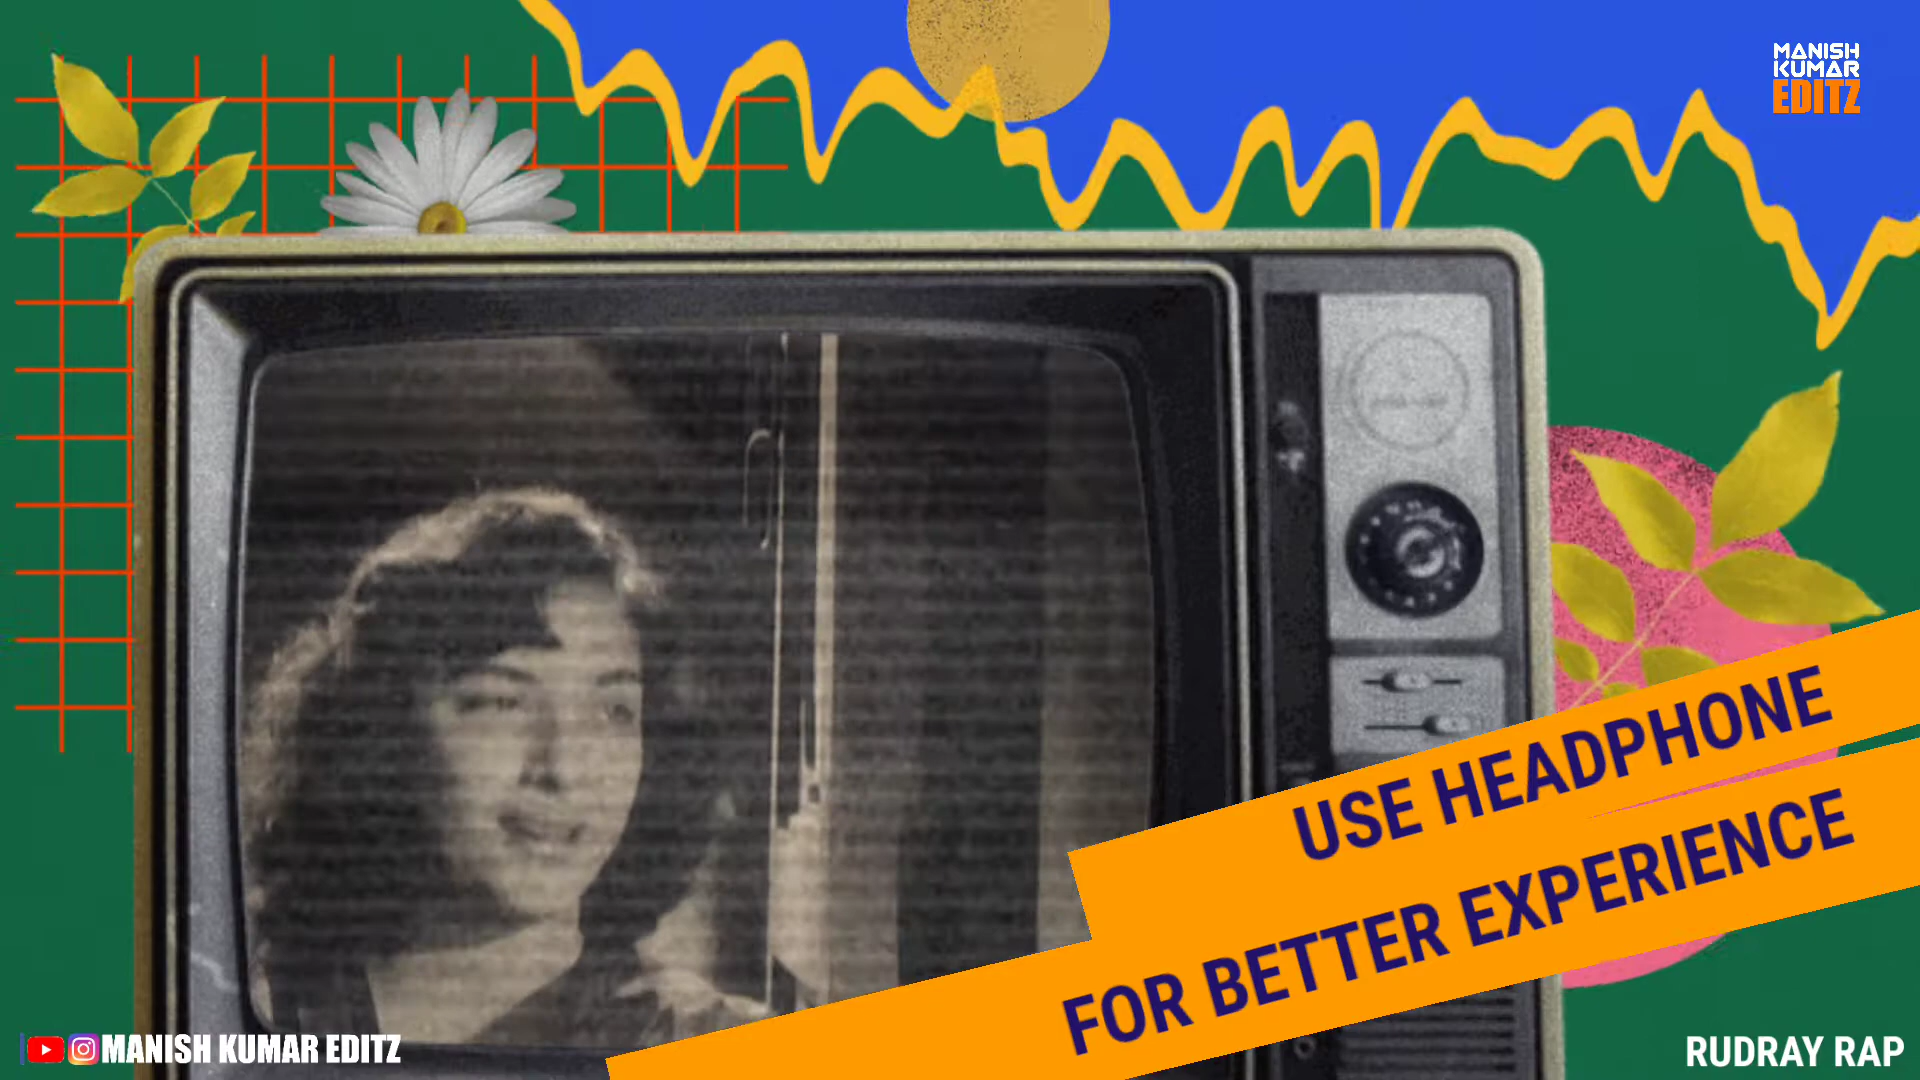 MANISH
KUMAR
EDITZ
USE HEADPHONE
FOR BETTER EXPERIENCE
MANISH KUMAR EDITZ
RUDRAY RAP